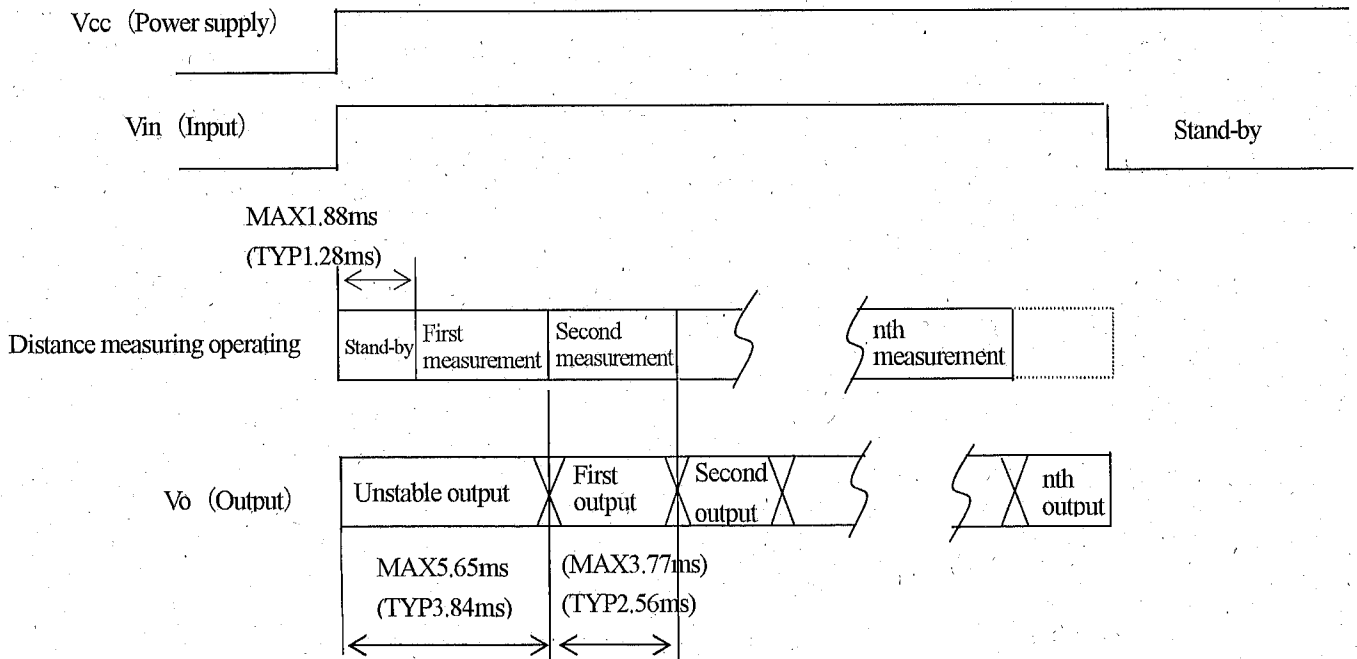 Vcc (Power supply)
Vin (Input)
Stand-by
MAX1.88ms
(TYP1.28ms)
Distance measuring operating
Stand-by
First
measurement
Second
measurement
nth
measurement
Vo (Output)
Unstable output
First
output
Second
output
nth
output
MAX5.65ms
(TYP3.84ms)
(MAX3.77ms)
(TYP2.56ms)